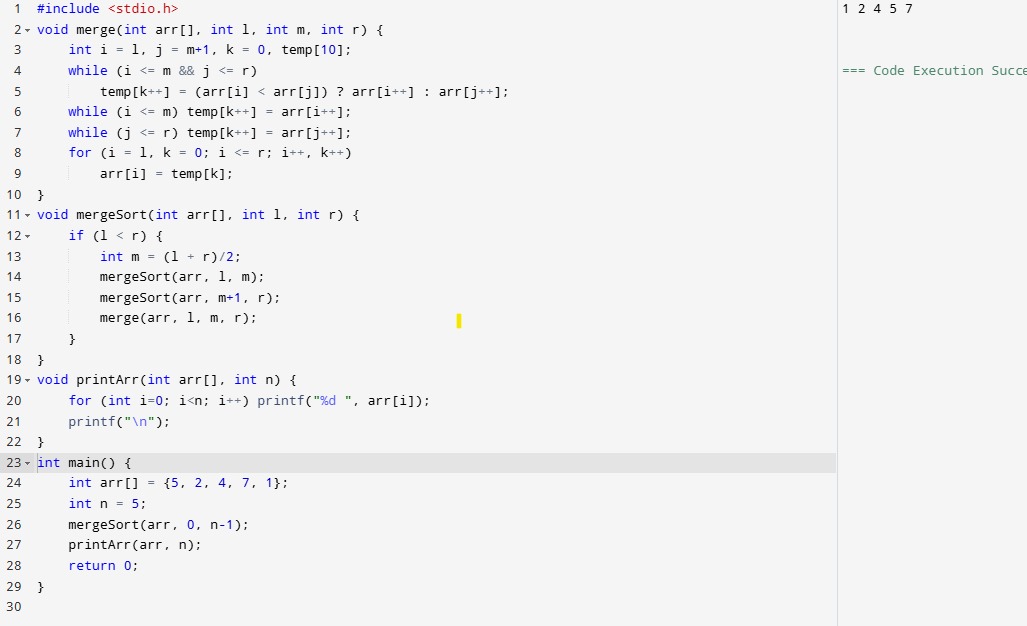 1 #include <stdio.h>
2 void merge(int arr[], int l, int m, int r) {
3     int i = l, j = m+1, k = 0, temp[10];
4     while (i <= m && j <= r)
5         temp[k++] = (arr[i] < arr[j]) ? arr[i++] : arr[j++];
6     while (i <= m) temp[k++] = arr[i++];
7     while (j <= r) temp[k++] = arr[j++];
8     for (i = l, k = 0; i <= r; i++, k++)
9         arr[i] = temp[k];
10 }
11 void mergeSort(int arr[], int l, int r) {
12     if (l < r) {
13         int m = (l + r)/2;
14         mergeSort(arr, l, m);
15         mergeSort(arr, m+1, r);
16         merge(arr, l, m, r);
17     }
18 }
19 void printArr(int arr[], int n) {
20     for (int i=0; i<n; i++) printf("%d ", arr[i]);
21     printf("\n");
22 }
23 int main() {
24     int arr[] = {5, 2, 4, 7, 1};
25     int n = 5;
26     mergeSort(arr, 0, n-1);
27     printArr(arr, n);
28     return 0;
29 }
30
1 2 4 5 7
=== Code Execution Succe